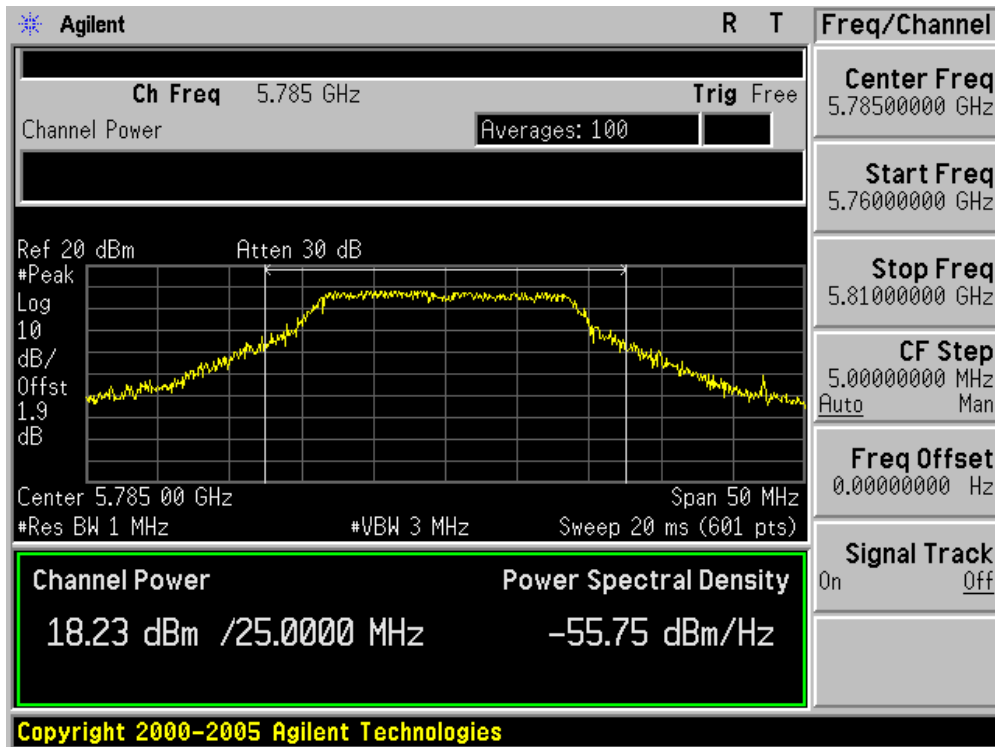 Agilent R T
Freq/Channel
Ch Freq 5.785 GHz Trig Free
Channel Power Averages: 100
Ref 20 dBm Atten 30 dB
#Peak
Log
10
dB/
Offst
1.9
dB
Center 5.785 00 GHz Span 50 MHz
#Res BW 1 MHz #VBW 3 MHz Sweep 20 ms (601 pts)
Channel Power Power Spectral Density
18.23 dBm /25.0000 MHz -55.75 dBm/Hz
Copyright 2000-2005 Agilent Technologies
Center Freq
5.78500000 GHz
Start Freq
5.76000000 GHz
Stop Freq
5.81000000 GHz
CF Step
5.00000000 MHz
Auto Man
Freq Offset
0.00000000 Hz
Signal Track
On Off